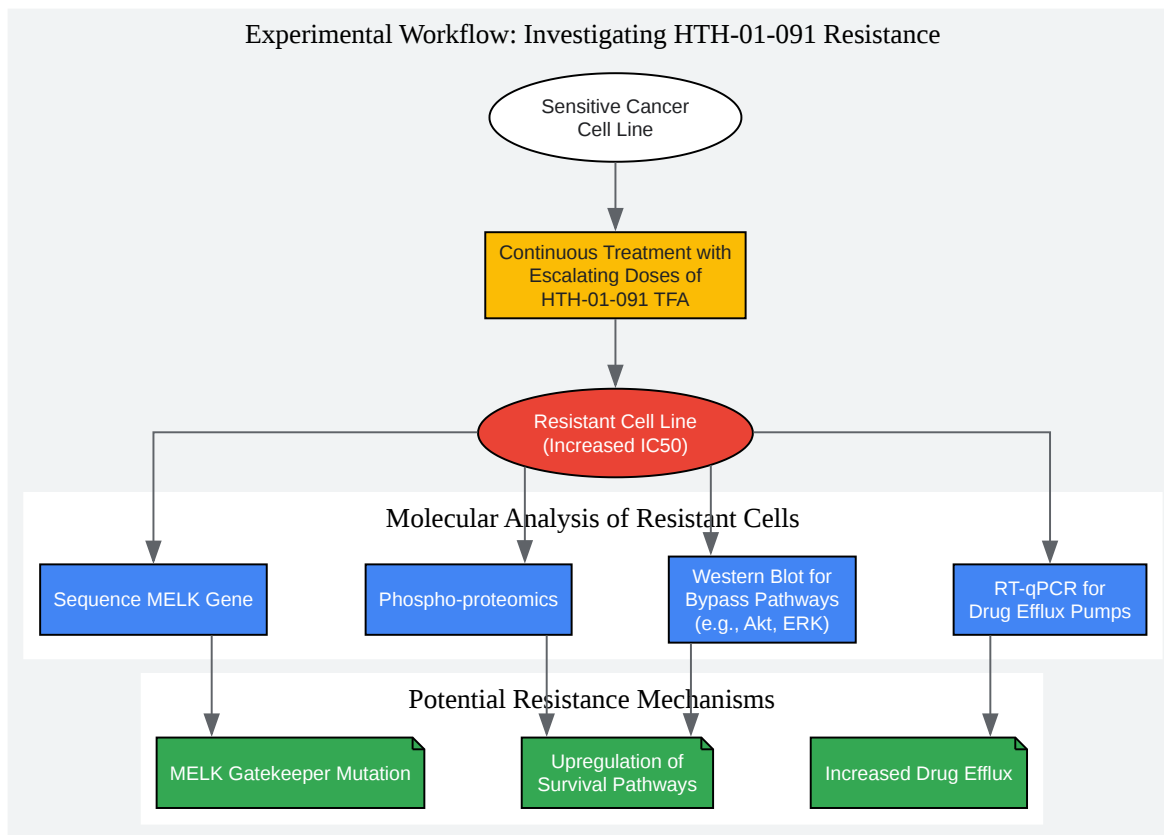 Experimental Workflow: Investigating HTH-01-091 Resistance
Sensitive Cancer
Cell Line
Continuous Treatment with
Escalating Doses of
HTH-01-091 TFA
Resistant Cell Line
(Increased IC50)
Molecular Analysis of Resistant Cells
Sequence MELK Gene
Phospho-proteomics
Western Blot for
Bypass Pathways
(e.g., Akt, ERK)
RT-qPCR for
Drug Efflux Pumps
Potential Resistance Mechanisms
MELK Gatekeeper Mutation
Upregulation of
Survival Pathways
Increased Drug Efflux